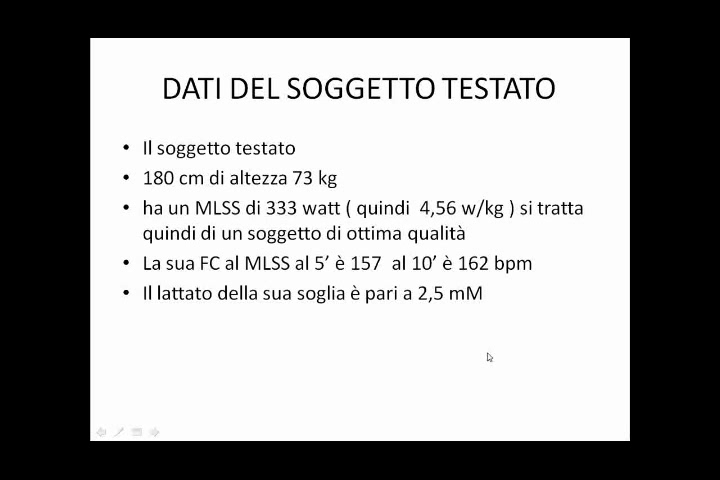 DATI DEL SOGGETTO TESTATO
• Il soggetto testato
• 180 cm di altezza 73 kg
• ha un MLSS di 333 watt ( quindi 4,56 w/kg ) si tratta
quindi di un soggetto di ottima qualità
• La sua FC al MLSS al 5’ è 157 al 10’ è 162 bpm
• Il lattato della sua soglia è pari a 2,5 mM